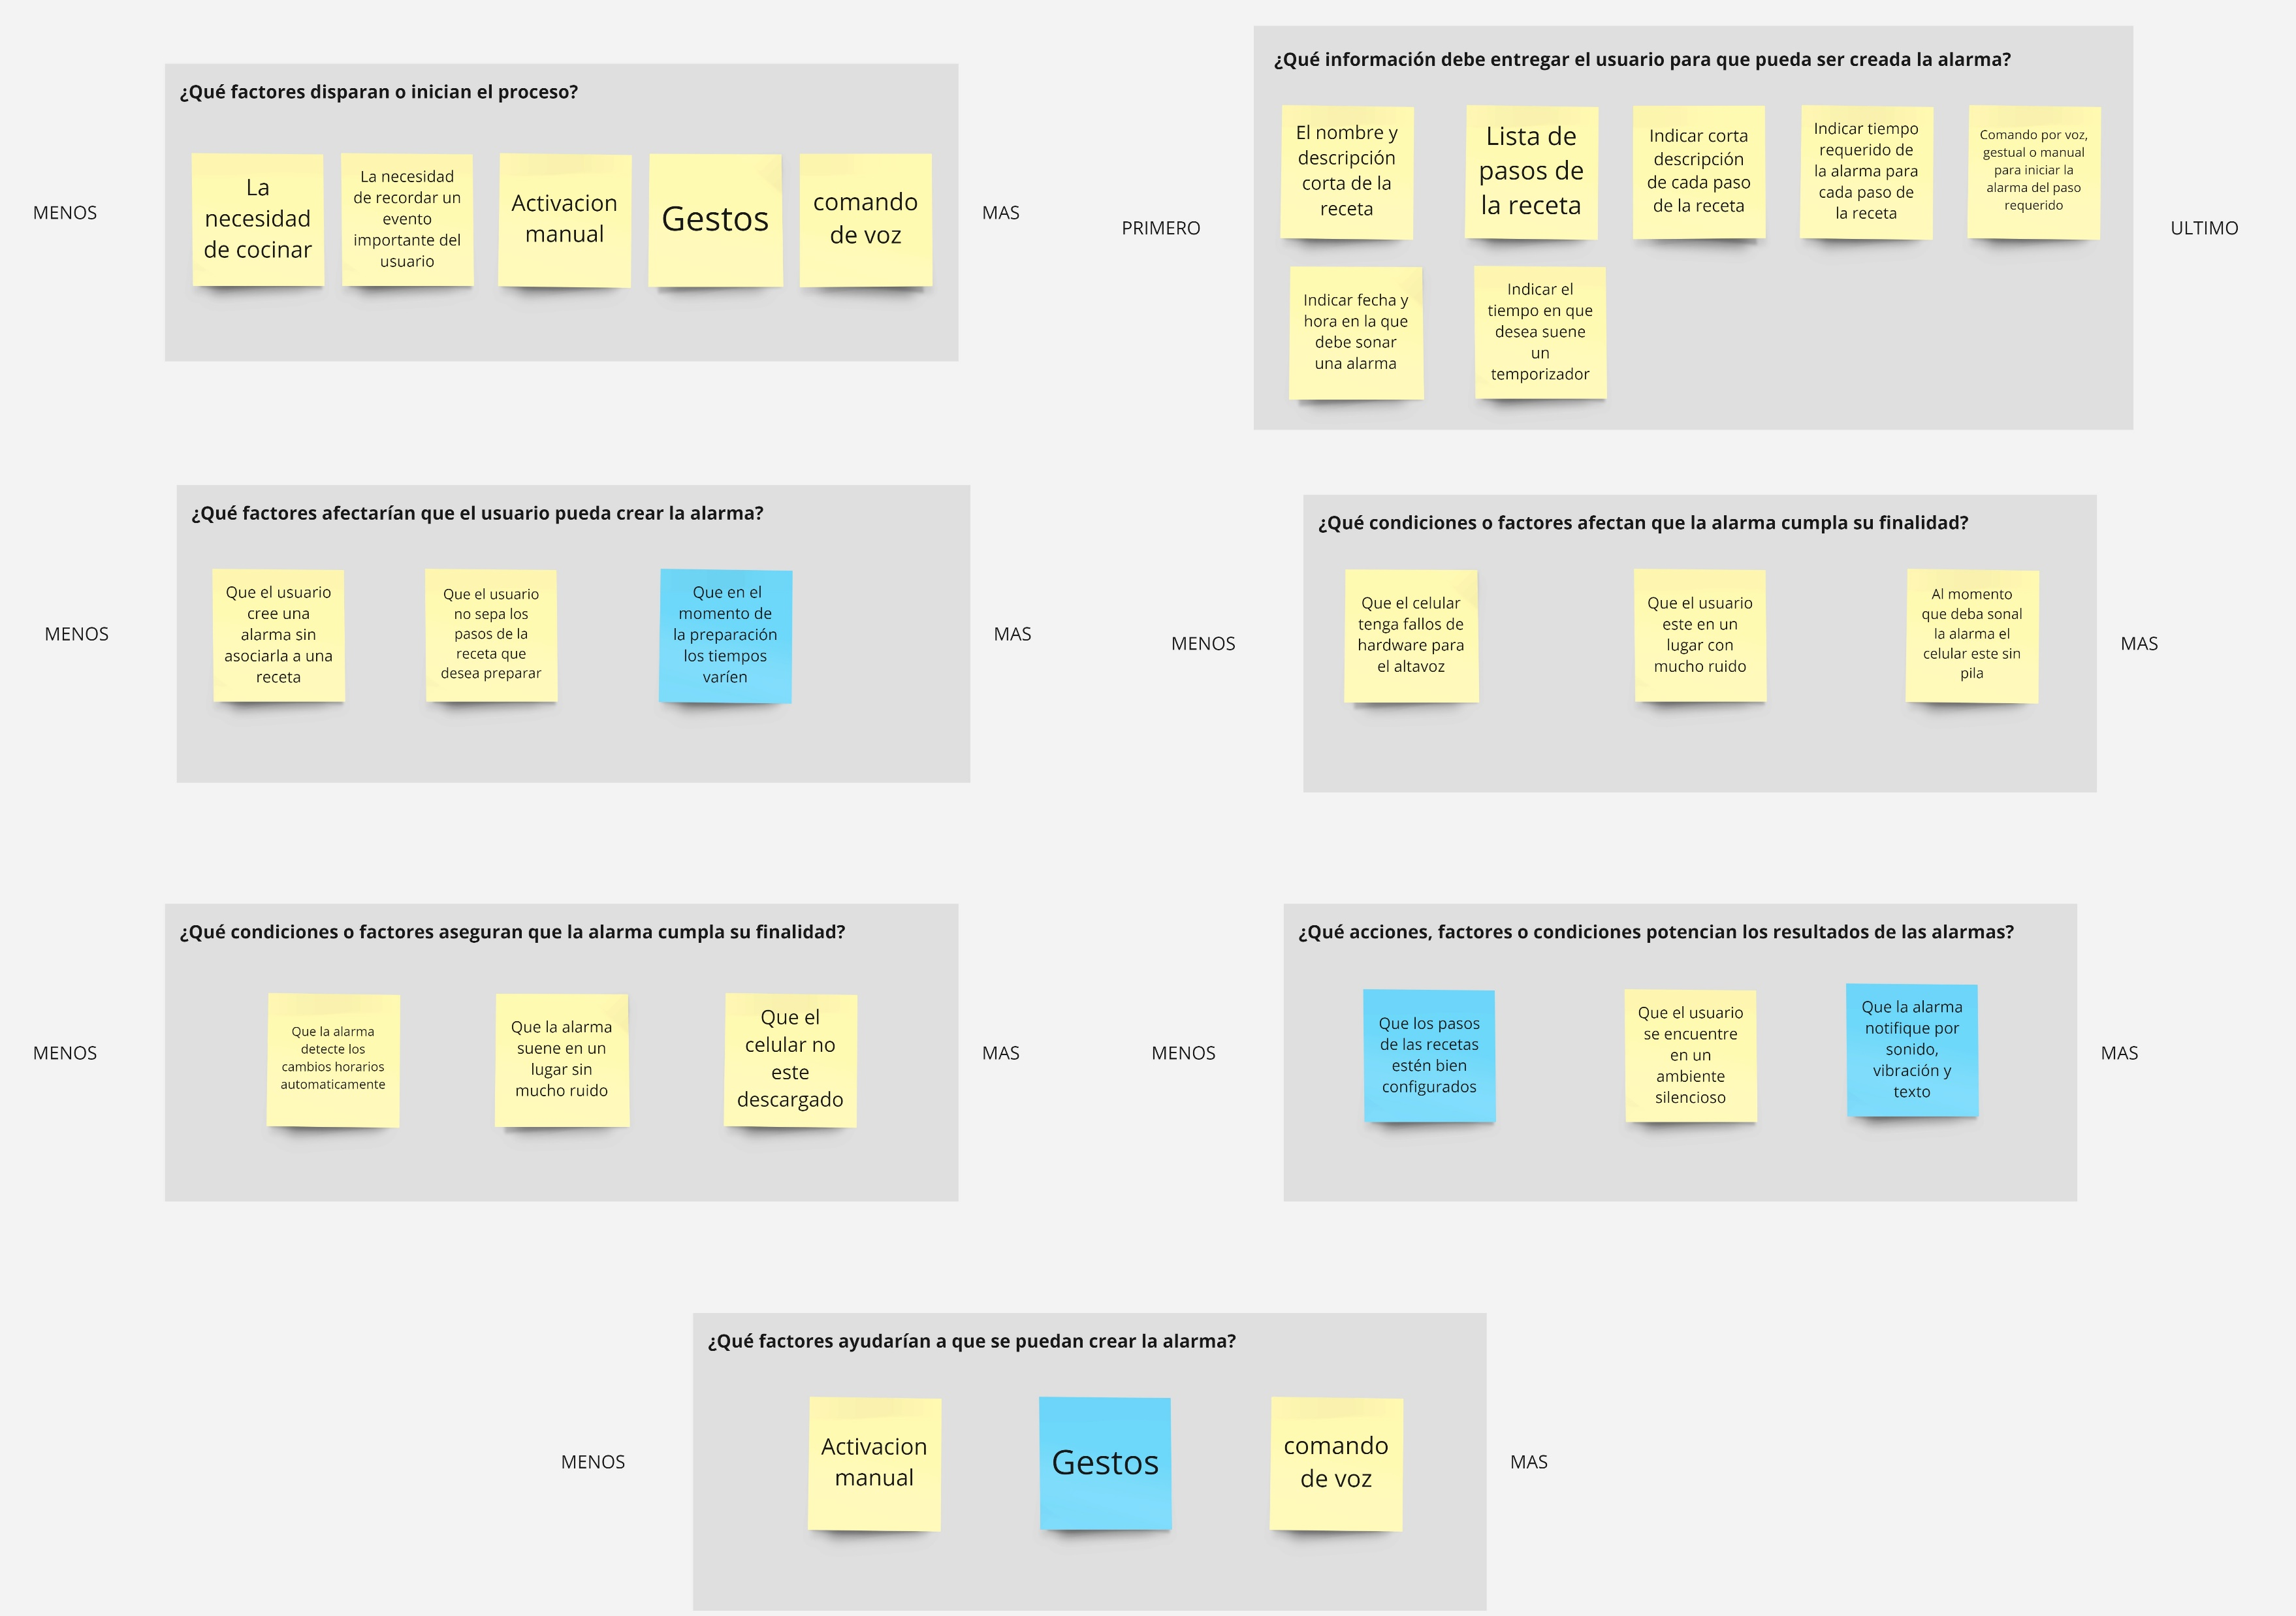 ¿Qué factores disparan o inician el proceso?
MENOS
La
necesidad
de cocinar
La necesidad
de recordar un
evento
importante del
usuario
Activacion
manual
Gestos
comando
de voz
MAS
¿Qué información debe entregar el usuario para que pueda ser creada la alarma?
PRIMERO
El nombre y
descripción
corta de la
receta
Lista de
pasos de
la receta
Indicar corta
descripción
de cada paso
de la receta
Indicar tiempo
requerido de
la alarma para
cada paso de
la receta
Comando por voz,
gestual o manual
para iniciar la
alarma del paso
requerido
ULTIMO
Indicar fecha y
hora en la que
debe sonar
una alarma
Indicar el
tiempo en que
desea suene
un
temporizador
¿Qué factores afectarían que el usuario pueda crear la alarma?
MENOS
Que el usuario
cree una
alarma sin
asociarla a una
receta
Que el usuario
no sepa los
pasos de la
receta que
desea preparar
Que en el
momento de
la preparación
los tiempos
varíen
MAS
¿Qué condiciones o factores afectan que la alarma cumpla su finalidad?
MENOS
Que el celular
tenga fallos de
hardware para
el altavoz
Que el usuario
este en un
lugar con
mucho ruido
Al momento
que deba sonal
la alarma el
celular este sin
pila
MAS
¿Qué condiciones o factores aseguran que la alarma cumpla su finalidad?
MENOS
Que la alarma
detecte los
cambios horarios
automaticamente
Que la alarma
suene en un
lugar sin
mucho ruido
Que el
celular no
este
descargado
MAS
¿Qué acciones, factores o condiciones potencian los resultados de las alarmas?
MENOS
Que los pasos
de las recetas
estén bien
configurados
Que el usuario
se encuentre
en un
ambiente
silencioso
Que la alarma
notifique por
sonido,
vibración y
texto
MAS
¿Qué factores ayudarían a que se puedan crear la alarma?
MENOS
Activacion
manual
Gestos
comando
de voz
MAS